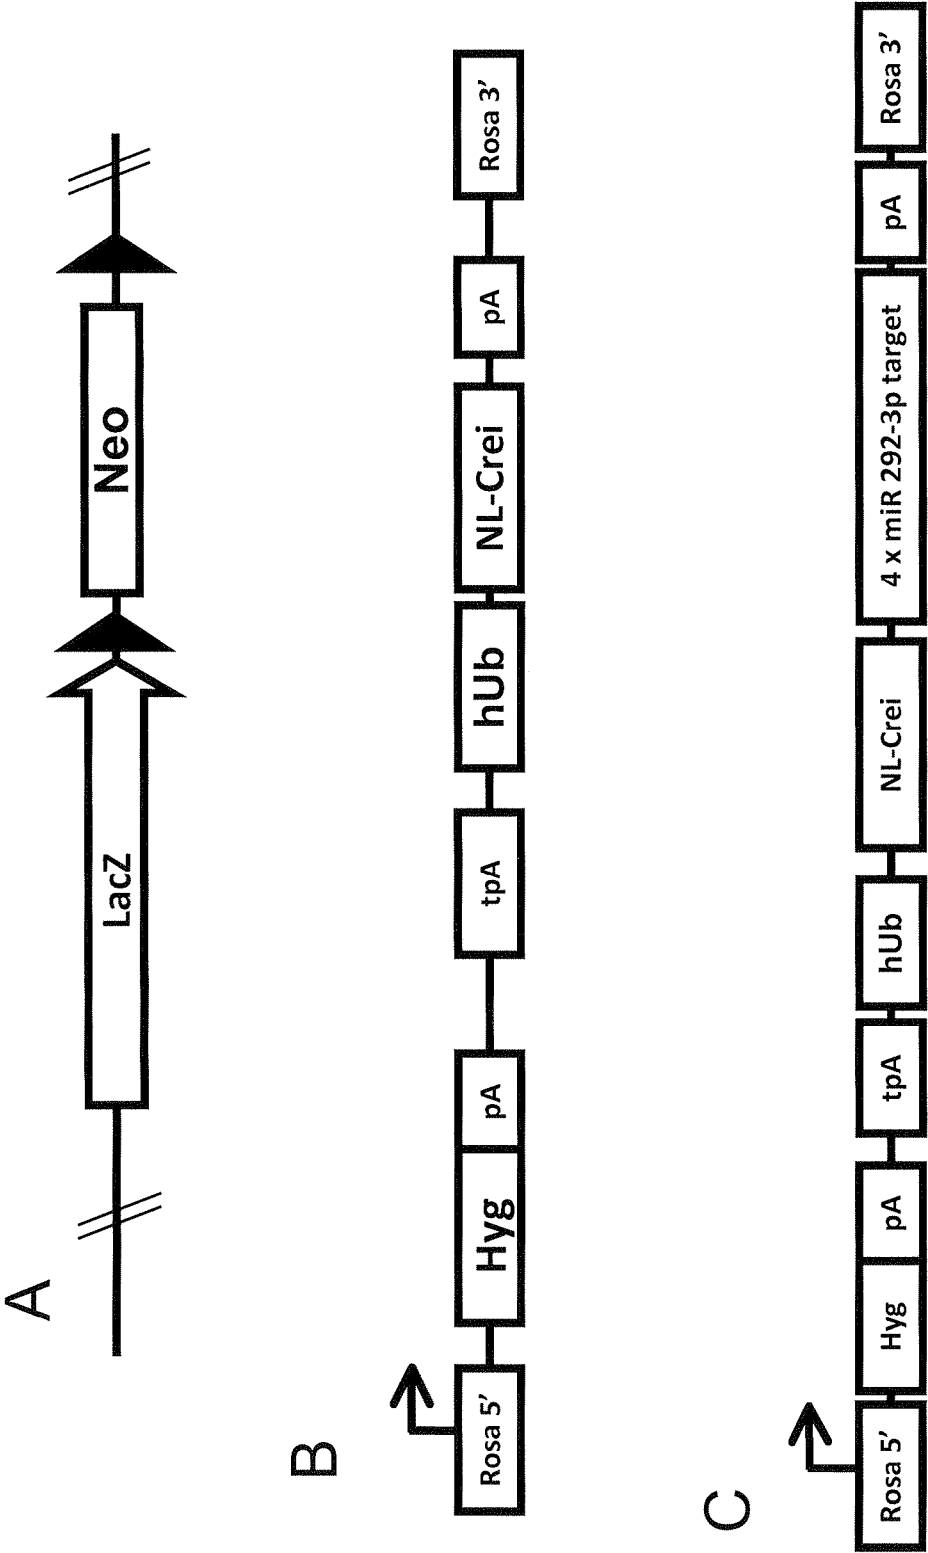 A
LacZ
Neo
B
Rosa 5'
Hyg
pA
tpA
hUb
NL-Crei
pA
Rosa 3'
C
Rosa 5'
Hyg
pA
tpA
hUb
NL-Crei
4 x miR 292-3p target
pA
Rosa 3'